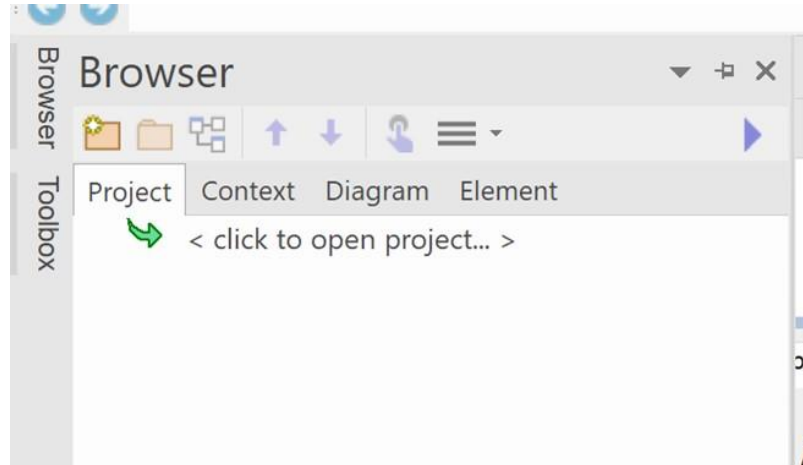 Browser
Toolbox
Browser
Project Context Diagram Element
< click to open project... >